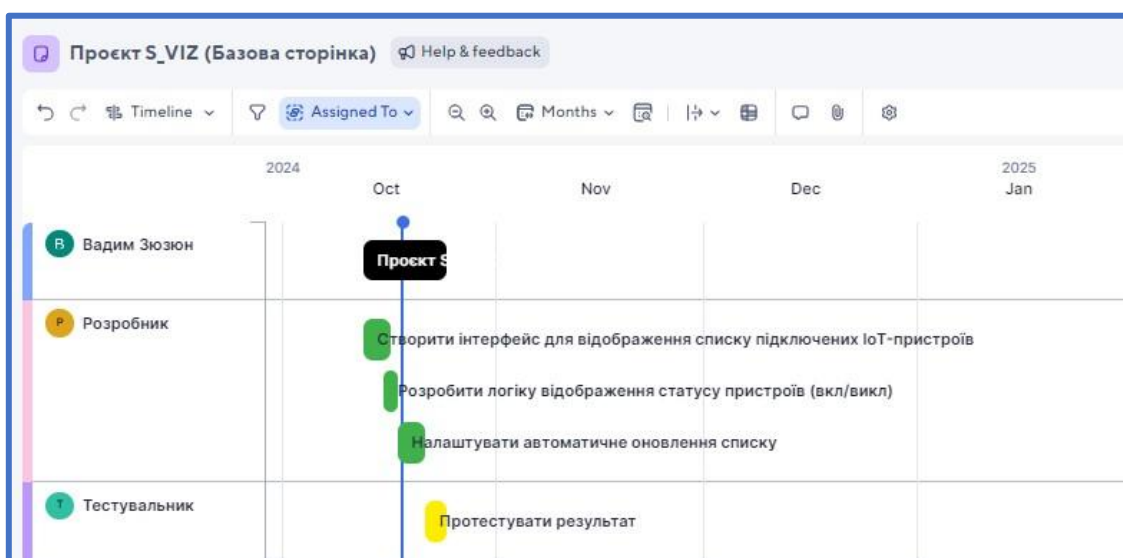 Проєкт S_VIZ (Базова сторінка) Help & feedback
Timeline Assigned To Months
2024 2025
Oct Nov Dec Jan
В Вадим Зюзюн
Проєкт S
Р Розробник
Створити інтерфейс для відображення списку підключених IoT-пристроїв
Розробити логіку відображення статусу пристроїв (вкл/викл)
Налаштувати автоматичне оновлення списку
Т Тестувальник
Протестувати результат